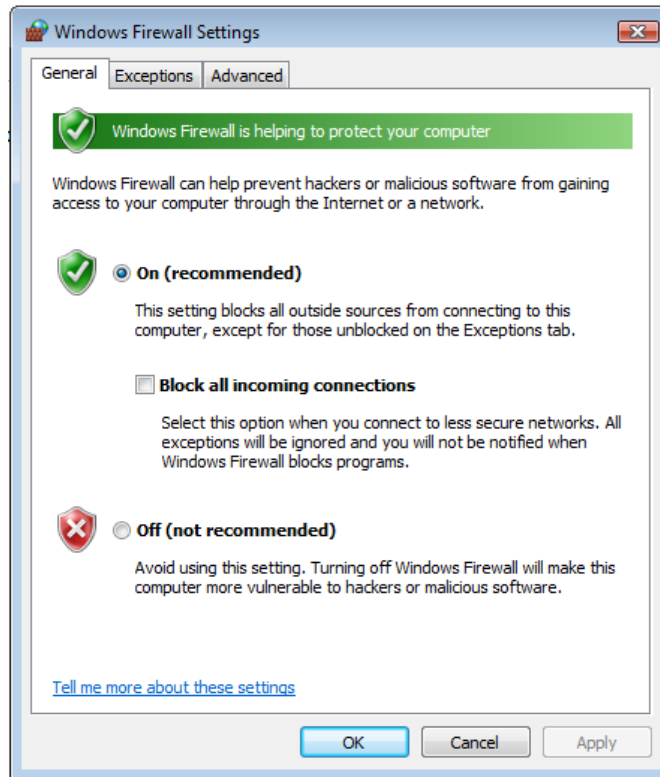 Windows Firewall Settings
General
Exceptions
Advanced
Windows Firewall is helping to protect your computer
Windows Firewall can help prevent hackers or malicious software from gaining
access to your computer through the Internet or a network.
On (recommended)
This setting blocks all outside sources from connecting to this
computer, except for those unblocked on the Exceptions tab.
Block all incoming connections
Select this option when you connect to less secure networks. All
exceptions will be ignored and you will not be notified when
Windows Firewall blocks programs.
Off (not recommended)
Avoid using this setting. Turning off Windows Firewall will make this
computer more vulnerable to hackers or malicious software.
Tell me more about these settings
OK
Cancel
Apply